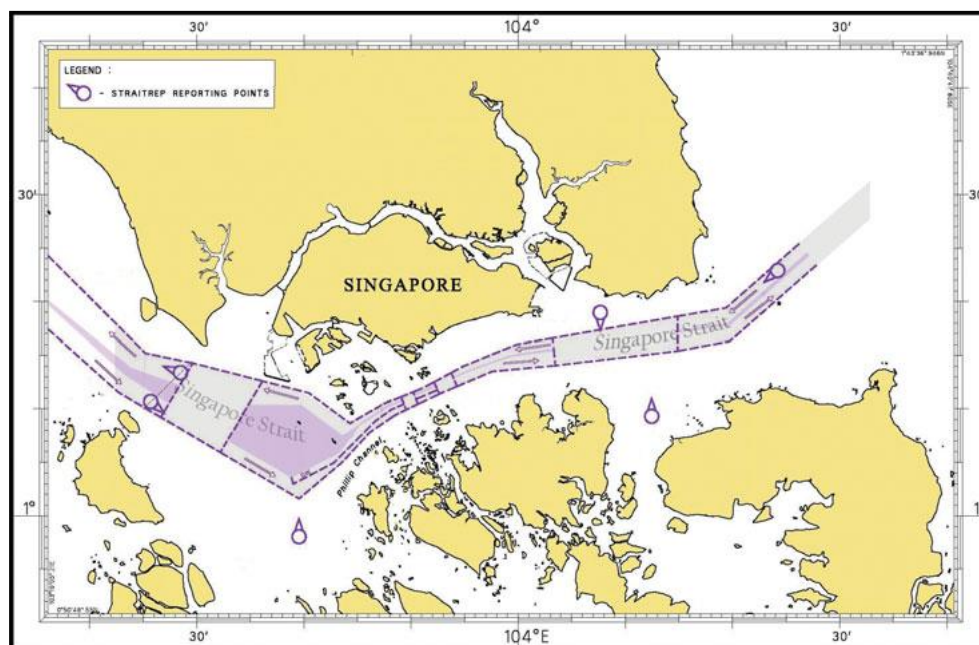 30' 104° 30'
LEGEND :
- STRAITREP REPORTING POINTS
30' 30'
SINGAPORE
Singapore Strait
Singapore Strait
Phillip Channel
1° 1°
30' 104°E 30'